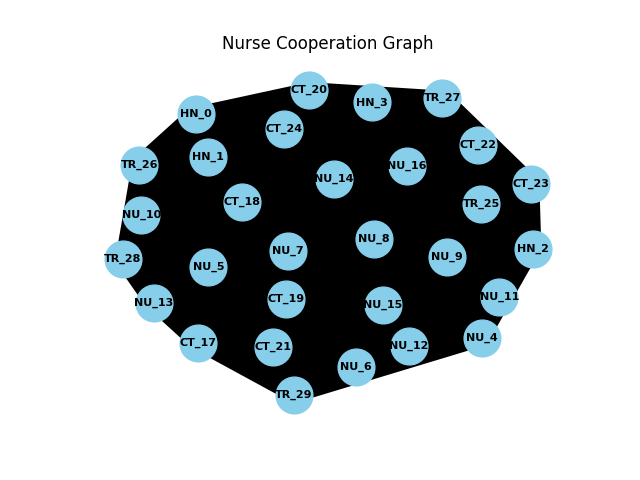 Nurse Cooperation Graph
CT_20
HN_3
TR_27
HN_0
CT_24
CT_22
HN_1
TR_26
NU_16
NU_14
CT_23
CT_18
TR_25
NU_10
NU_8
HN_2
NU_7
NU_9
TR_28
NU_5
NU_11
CT_19
NU_13
NU_15
NU_4
CT_17
NU_12
CT_21
NU_6
TR_29